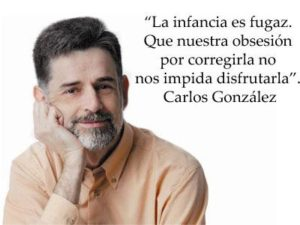 “La infancia es fugaz.
Que nuestra obsesión
por corregirla no
nos impida disfrutarla”.
Carlos González